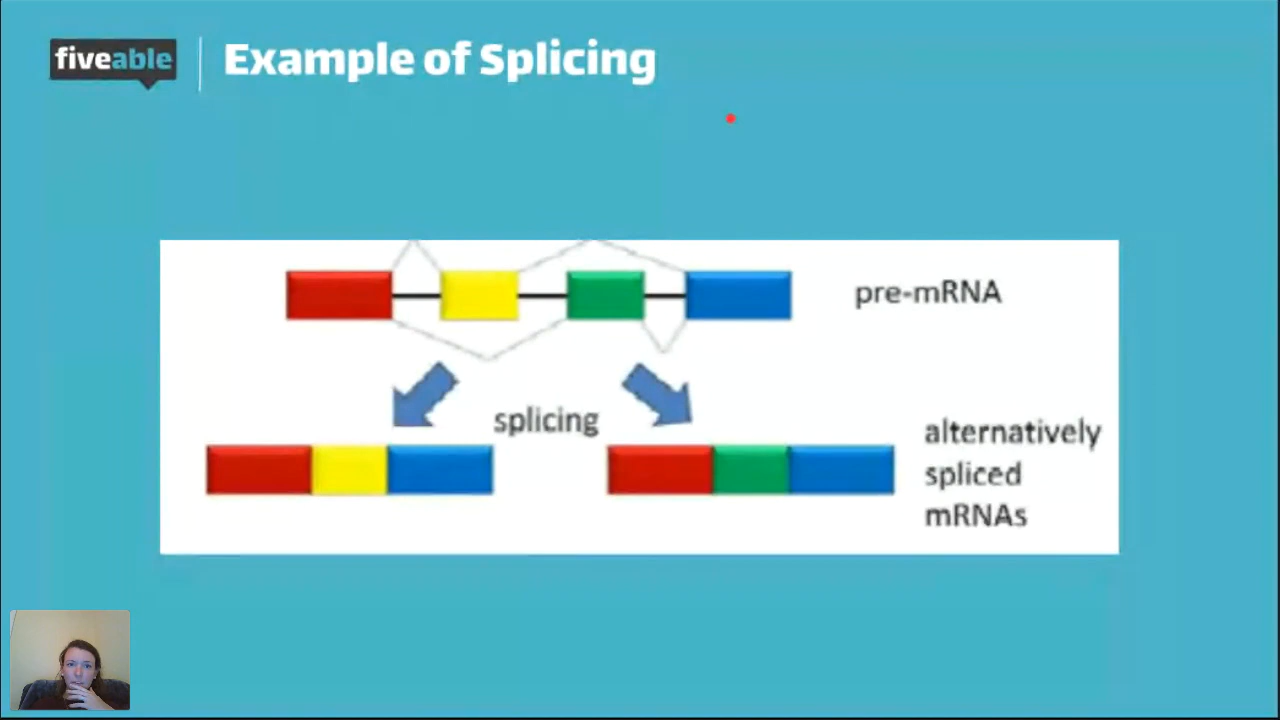 fiveable
Example of Splicing
pre-mRNA
splicing
alternatively
spliced
mRNAs